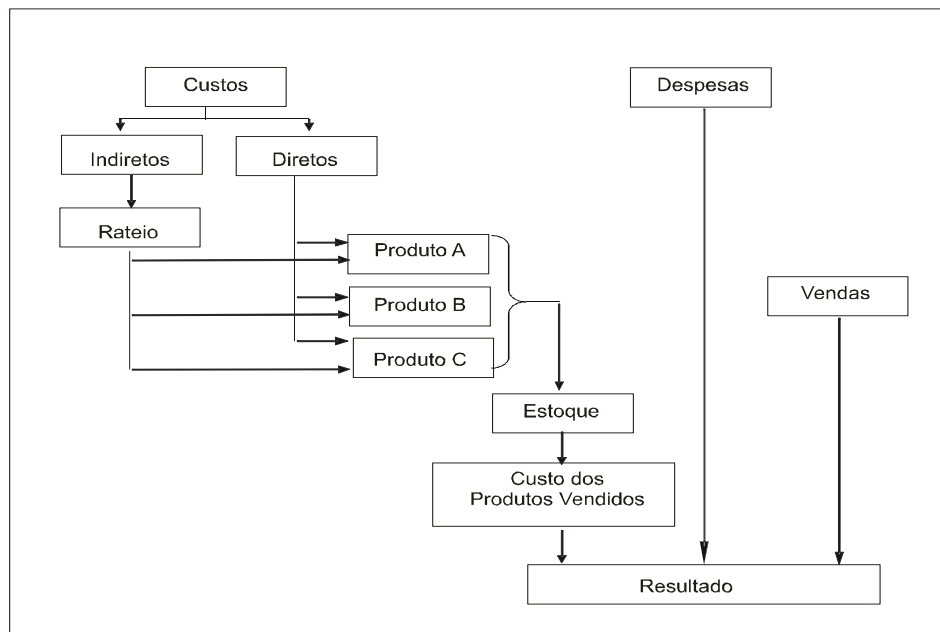 Custos
Despesas
Indiretos
Diretos
Rateio
Produto A
Produto B
Vendas
Produto C
Estoque
Custo dos
Produtos Vendidos
Resultado